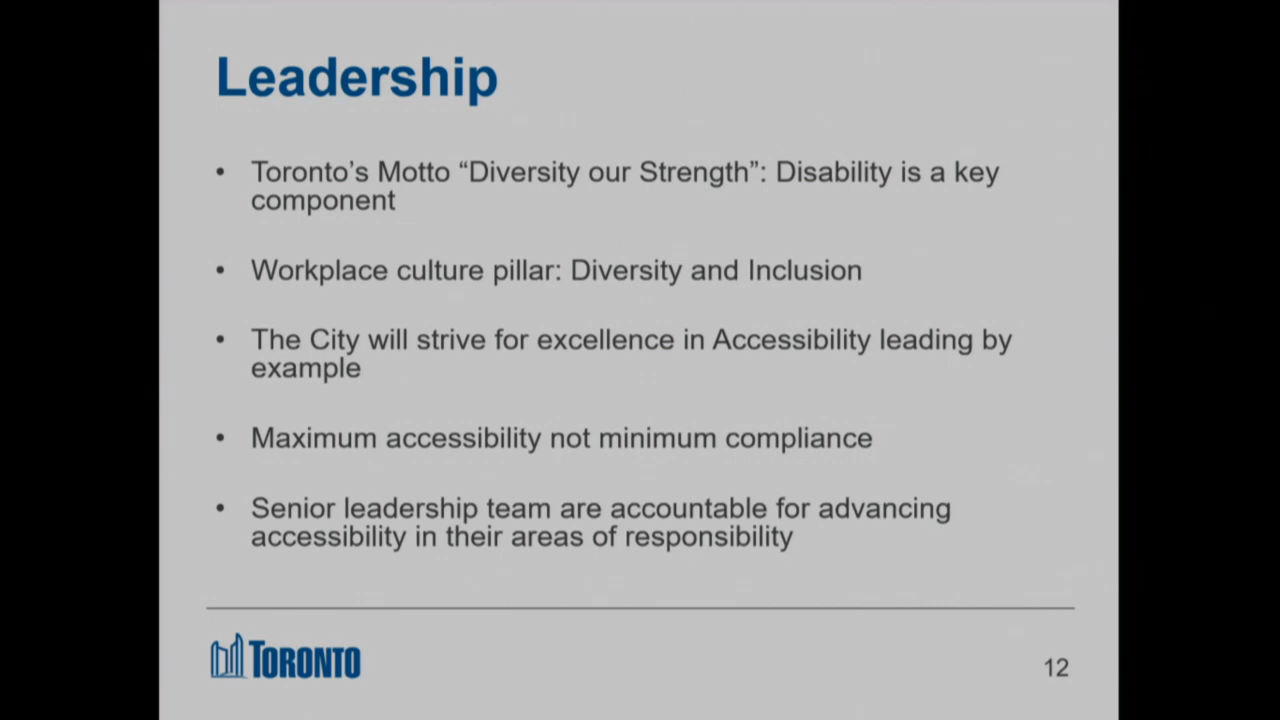 Leadership
• Toronto’s Motto “Diversity our Strength”: Disability is a key
component
• Workplace culture pillar: Diversity and Inclusion
• The City will strive for excellence in Accessibility leading by
example
• Maximum accessibility not minimum compliance
• Senior leadership team are accountable for advancing
accessibility in their areas of responsibility
TORONTO
12